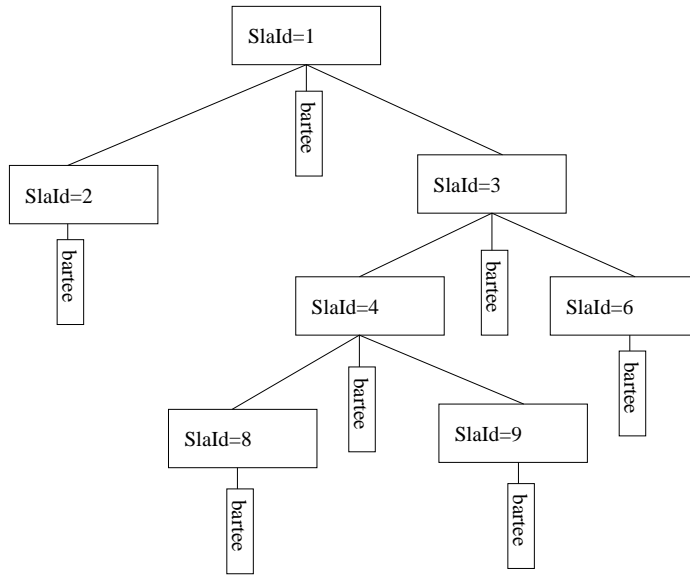 SlaId=1
bartee
SlaId=2
SlaId=3
bartee
bartee
SlaId=4
SlaId=6
bartee
bartee
SlaId=8
SlaId=9
bartee
bartee